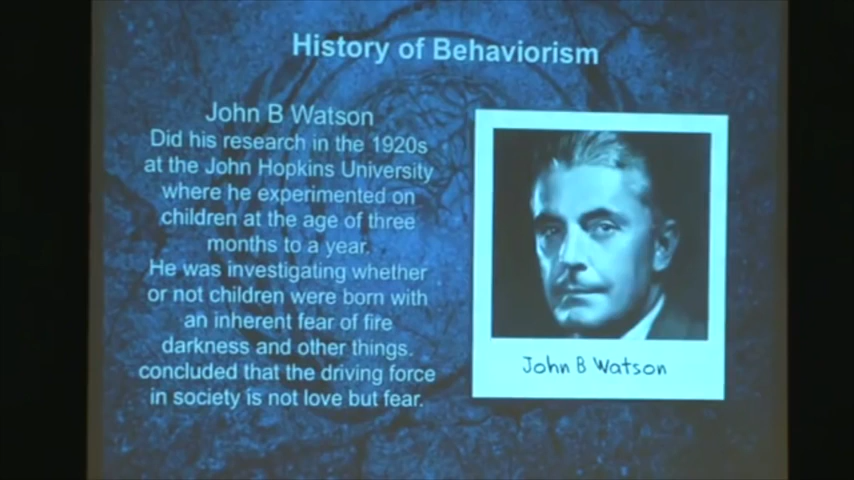 History of Behaviorism
John B Watson
Did his research in the 1920s
at the John Hopkins University
where he experimented on
children at the age of three
months to a year.
He was investigating whether
or not children were born with
an inherent fear of fire
darkness and other things.
concluded that the driving force
in society is not love but fear.
John B Watson